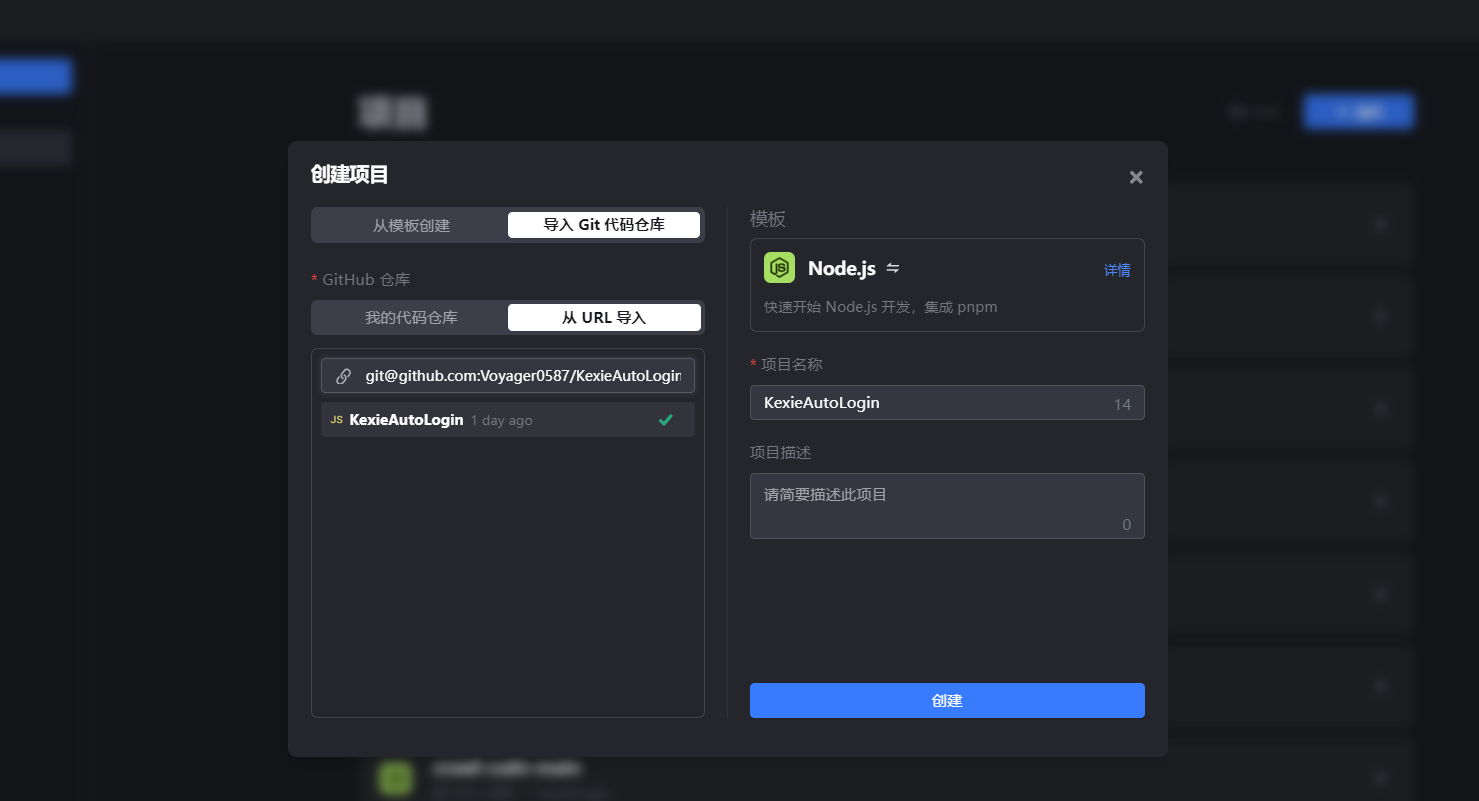 创建项目
从模板创建
导入 Git 代码仓库
* GitHub 仓库
我的代码仓库
从 URL 导入
git@github.com:Voyager0587/KexieAutoLogin
JS KexieAutoLogin 1 day ago
模板
Node.js
详情
快速开始 Node.js 开发，集成 pnpm
* 项目名称
KexieAutoLogin 14
项目描述
请简要描述此项目
0
创建
项目